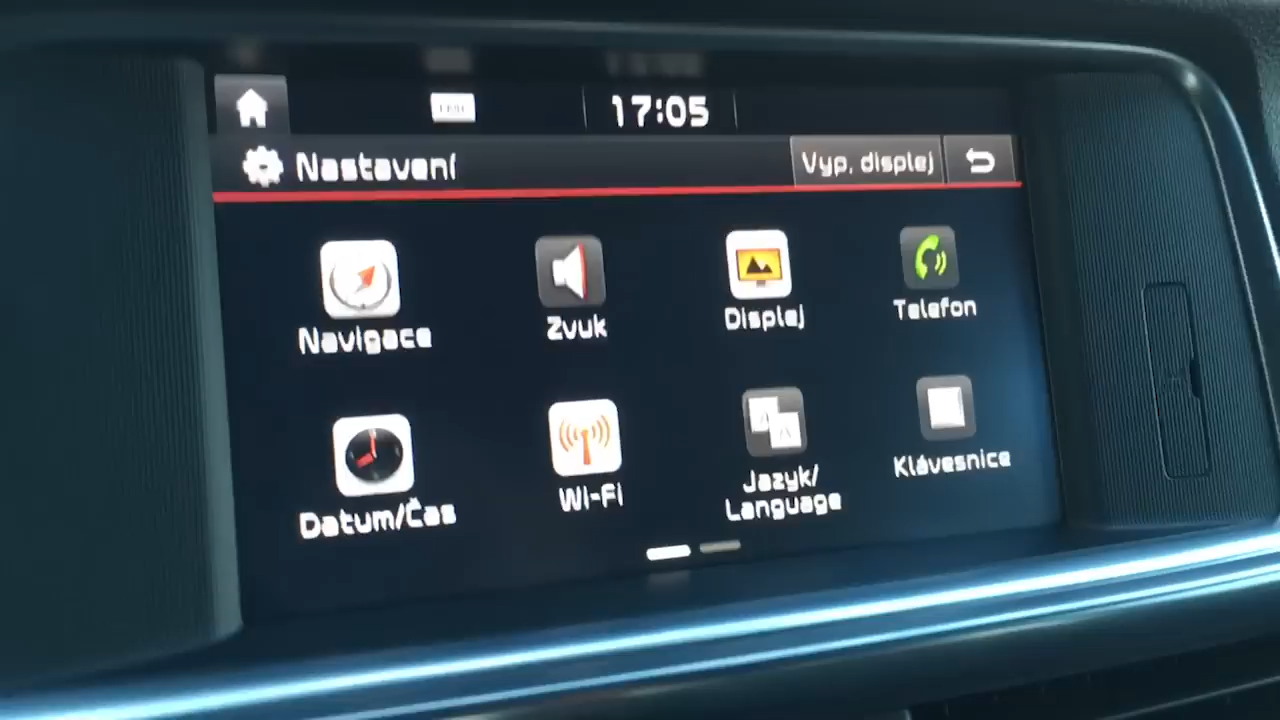 17:05
Nastavení
Vyp. displej
Navigace
Zvuk
Displej
Telefon
Datum/Čas
Wi-Fi
Jazyk/
Language
Klávesnice